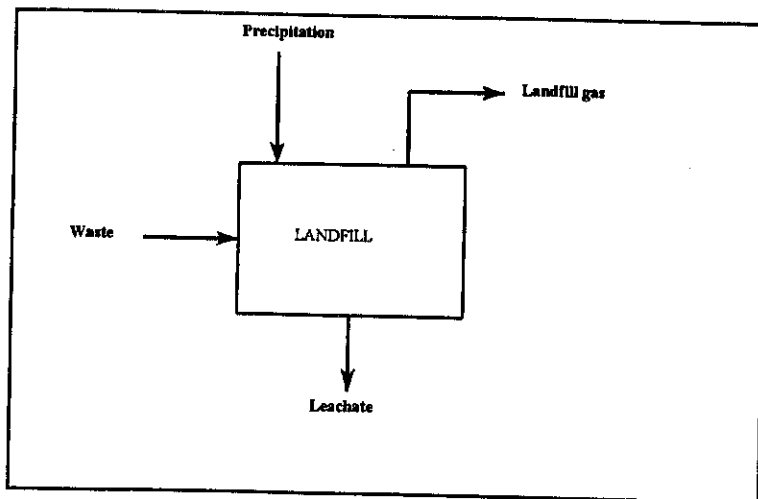 Precipitation
Landfill gas
Waste
LANDFILL
Leachate